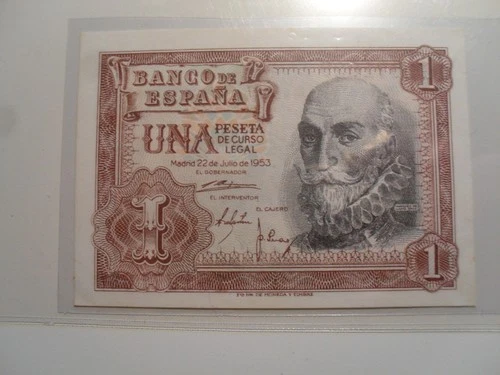 BANCO DE
ESPAÑA
1
UNA PESETA
DE CURSO
LEGAL
Madrid 22 de Julio de 1953
EL GOBERNADOR
EL INTERVENTOR
EL CAJERO
1
1